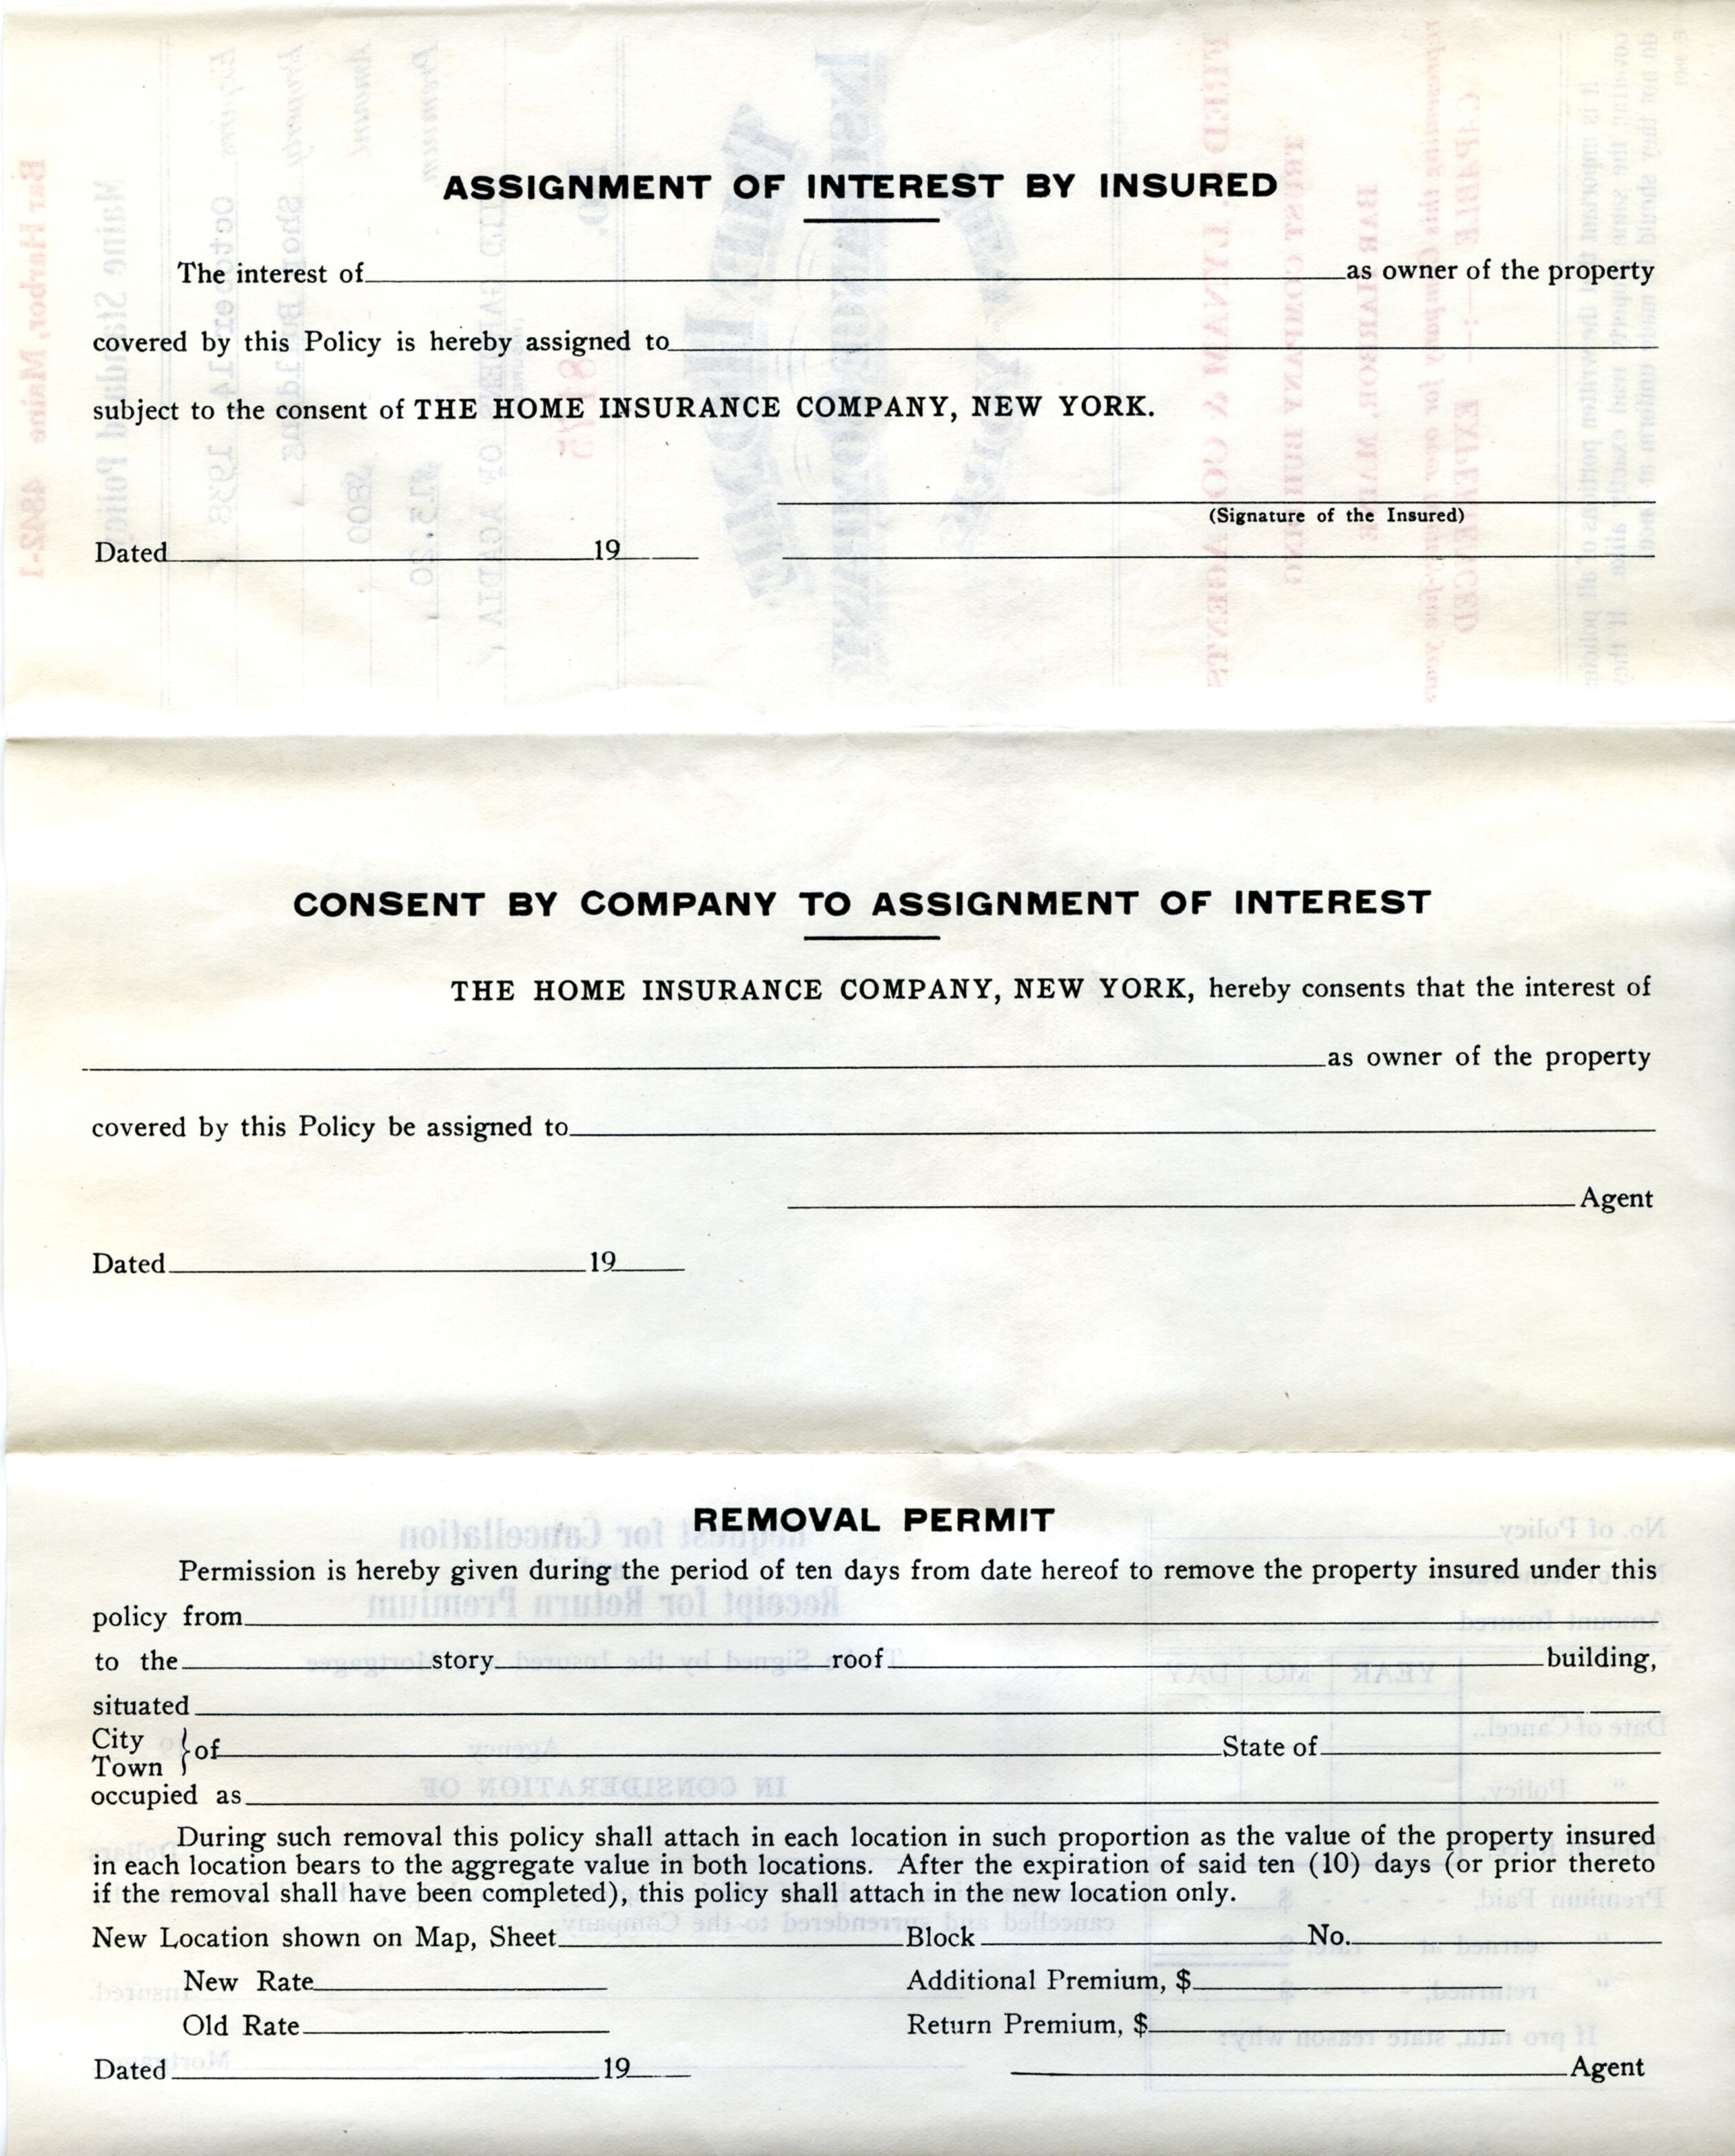 ASSIGNMENT OF INTEREST BY INSURED
The interest of as owner of the property
covered by this Policy is hereby assigned to
subject to the consent of THE HOME INSURANCE COMPANY, NEW YORK.
(Signature of the Insured)
Dated 19
CONSENT BY COMPANY TO ASSIGNMENT OF INTEREST
THE HOME INSURANCE COMPANY, NEW YORK, hereby consents that the interest of
as owner of the property
covered by this Policy be assigned to
Agent
Dated 19
REMOVAL PERMIT
Permission is hereby given during the period of ten days from date hereof to remove the property insured under this
policy from
to the story roof building,
situated
City
Town } of State of
occupied as
During such removal this policy shall attach in each location in such proportion as the value of the property insured
in each location bears to the aggregate value in both locations. After the expiration of said ten (10) days (or prior thereto
if the removal shall have been completed), this policy shall attach in the new location only.
New Location shown on Map, Sheet Block No.
New Rate Additional Premium, $
Old Rate Return Premium, $
Dated 19 Agent